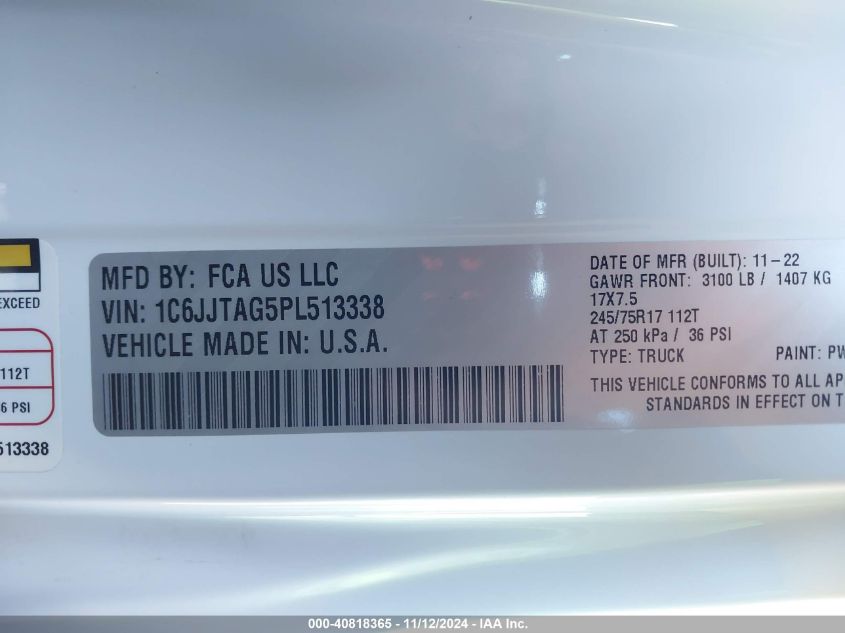 EXCEED
112T
6 PSI
513338
MFD BY: FCA US LLC
VIN: 1C6JJTAG5PL513338
VEHICLE MADE IN: U.S.A.
DATE OF MFR (BUILT): 11-22
GAWR FRONT: 3100 LB / 1407 KG
17X7.5
245/75R17 112T
AT 250 kPa / 36 PSI
TYPE: TRUCK PAINT: PW
THIS VEHICLE CONFORMS TO ALL AP
STANDARDS IN EFFECT ON T
000-40818365 - 11/12/2024 - IAA Inc.